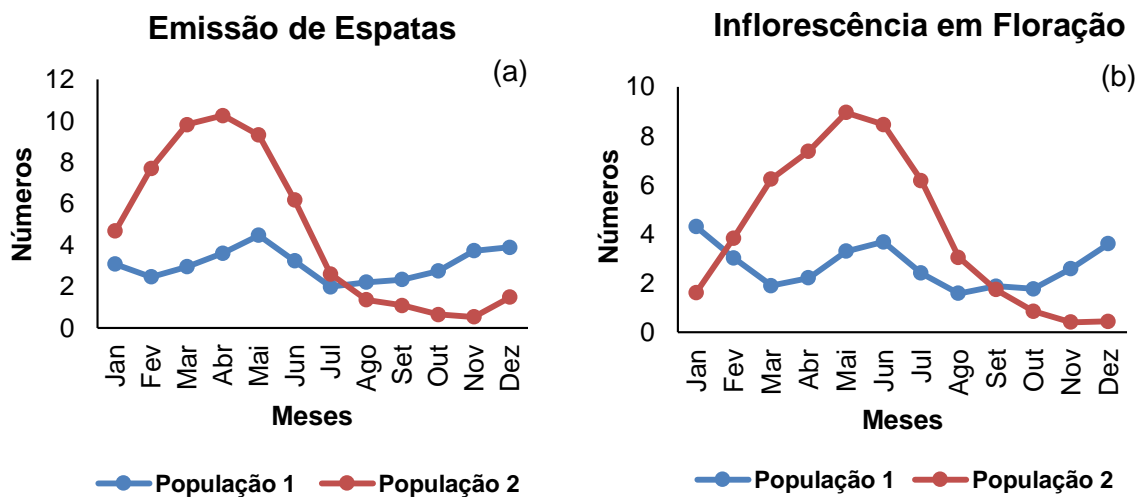 Emissão de Espatas
(a)
Números
12
10
8
6
4
2
0
Jan Fev Mar Abr Mai Jun Jul Ago Set Out Nov Dez
Meses
População 1 População 2
Inflorescência em Floração
(b)
Números
10
8
6
4
2
0
Jan Fev Mar Abr Mai Jun Jul Ago Set Out Nov Dez
Meses
População 1 População 2